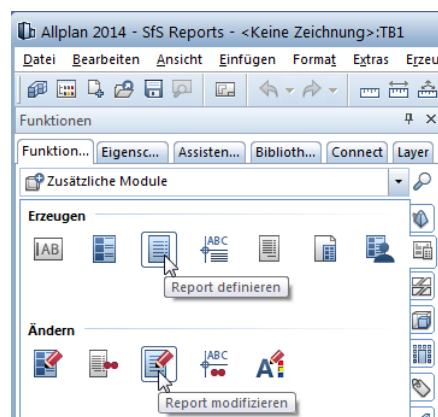 Allplan 2014 - SfS Reports - <Keine Zeichnung>:TB1
Datei Bearbeiten Ansicht Einfügen Format Extras Erzeu
Funktionen
Funktion... Eigensc... Assisten... Biblioth... Connect Layer
Zusätzliche Module
Erzeugen
AB ABC
Report definieren
Ändern
ABC A
Report modifizieren